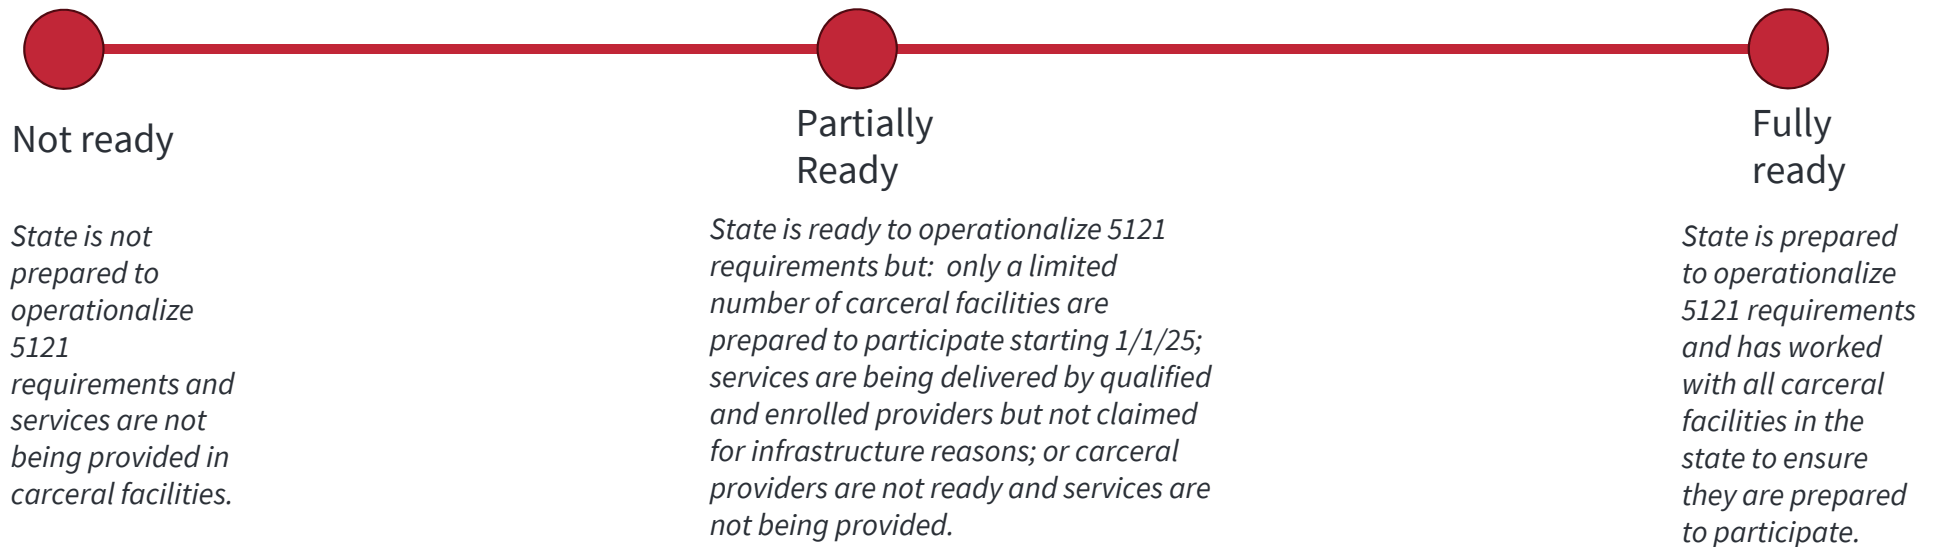 Not ready
State is not
prepared to
operationalize
5121
requirements and
services are not
being provided in
carceral facilities.
Partially
Ready
State is ready to operationalize 5121
requirements but:  only a limited
number of carceral facilities are
prepared to participate starting 1/1/25;
services are being delivered by qualified
and enrolled providers but not claimed
for infrastructure reasons; or carceral
providers are not ready and services are
not being provided.
Fully
ready
State is prepared
to operationalize
5121 requirements
and has worked
with all carceral
facilities in the
state to ensure
they are prepared
to participate.